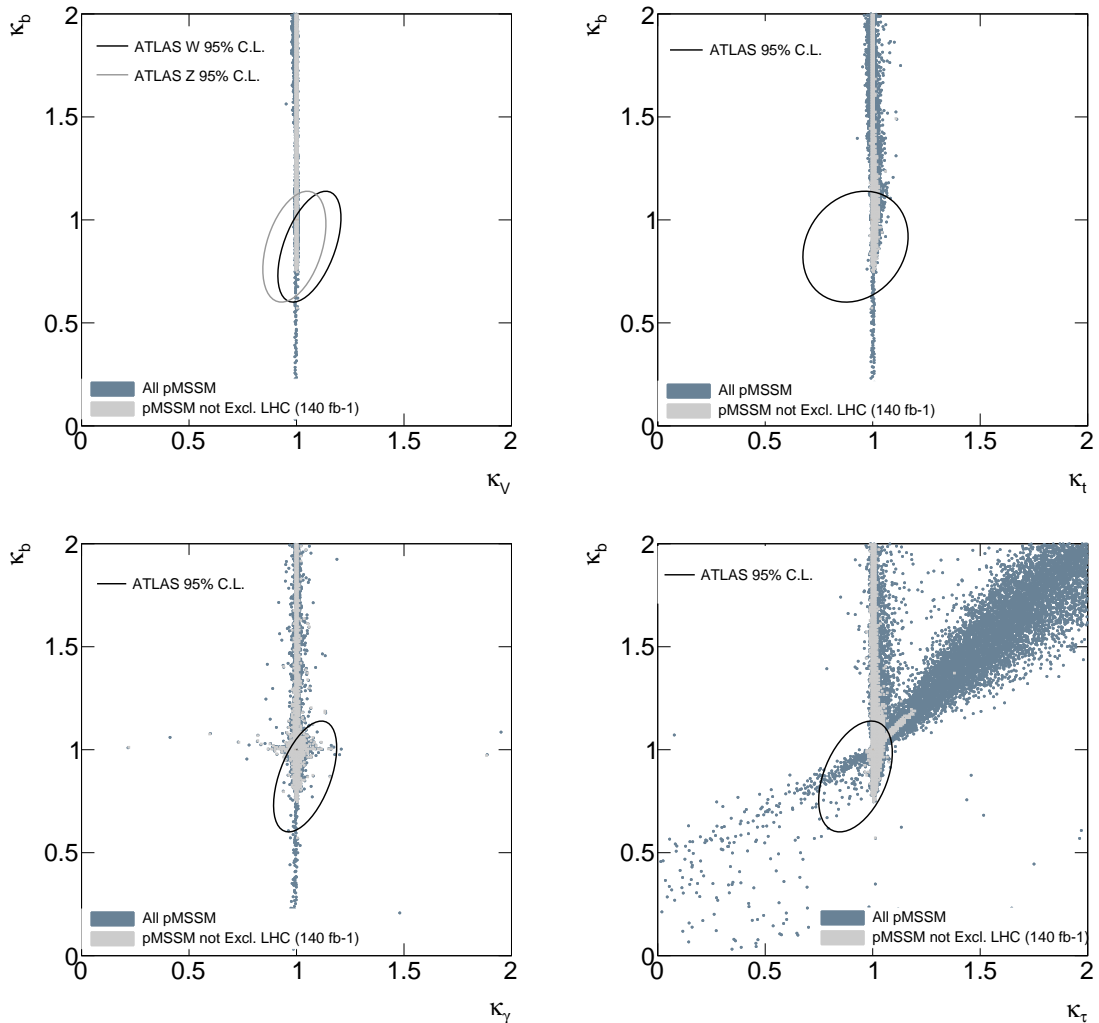 κb
2
1.5
1
0.5
0
ATLAS W 95% C.L.
ATLAS Z 95% C.L.
All pMSSM
pMSSM not Excl. LHC (140 fb-1)
0 0.5 1 1.5 2
κV
κb
2
1.5
1
0.5
0
ATLAS 95% C.L.
All pMSSM
pMSSM not Excl. LHC (140 fb-1)
0 0.5 1 1.5 2
κt
κb
2
1.5
1
0.5
0
ATLAS 95% C.L.
All pMSSM
pMSSM not Excl. LHC (140 fb-1)
0 0.5 1 1.5 2
κγ
κb
2
1.5
1
0.5
0
ATLAS 95% C.L.
All pMSSM
pMSSM not Excl. LHC (140 fb-1)
0 0.5 1 1.5 2
κτ